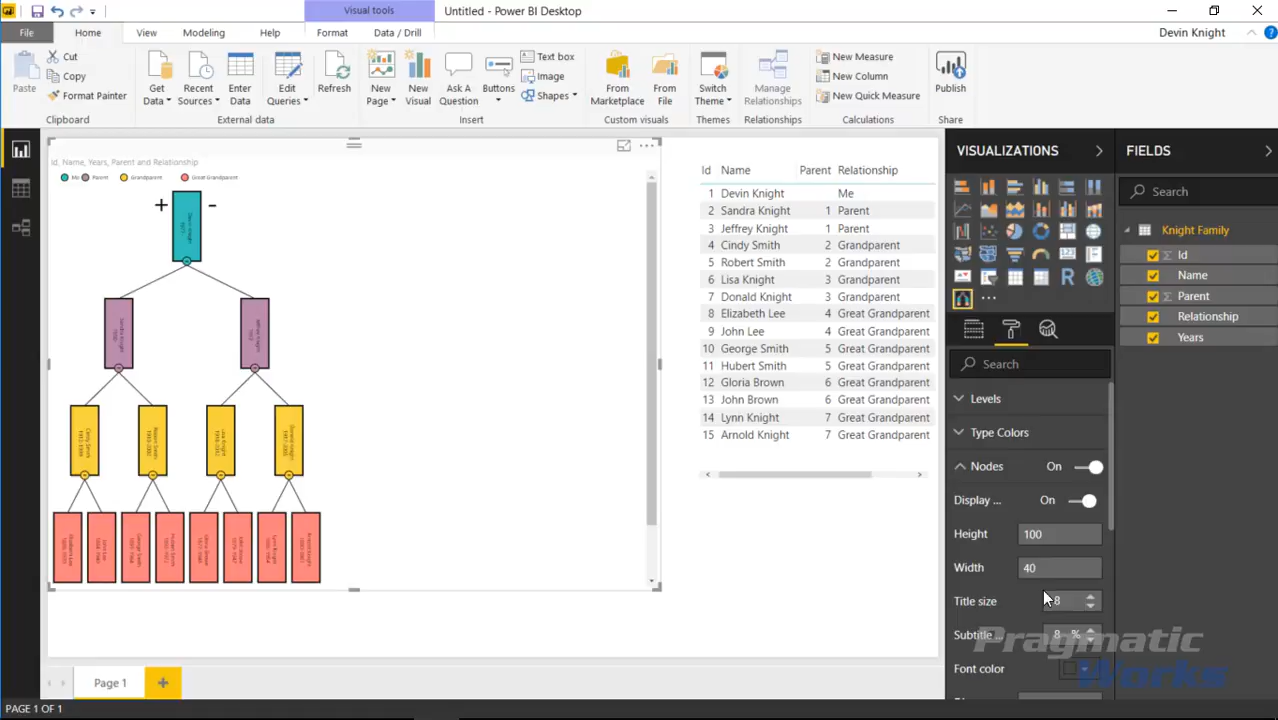 Visual tools
Untitled - Power BI Desktop
File Home View Modeling Help Format Data / Drill Devin Knight
Paste
Cut
Copy
Format Painter
Clipboard
Get Data
Recent Sources
Enter Data
Edit Queries
Refresh
External data
New Page
New Visual
Ask A Question
Buttons
Text box
Image
Shapes
Insert
From Marketplace
From File
Custom visuals
Switch Theme
Themes
Manage Relationships
Relationships
New Measure
New Column
New Quick Measure
Calculations
Publish
Share
Id, Name, Years, Parent and Relationship
Me Parent Grandparent Great Grandparent
+ -
Id Name Parent Relationship
1 Devin Knight Me
2 Sandra Knight 1 Parent
3 Jeffrey Knight 1 Parent
4 Cindy Smith 2 Grandparent
5 Robert Smith 2 Grandparent
6 Lisa Knight 3 Grandparent
7 Donald Knight 3 Grandparent
8 Elizabeth Lee 4 Great Grandparent
9 John Lee 4 Great Grandparent
10 George Smith 5 Great Grandparent
11 Hubert Smith 5 Great Grandparent
12 Gloria Brown 6 Great Grandparent
13 John Brown 6 Great Grandparent
14 Lynn Knight 7 Great Grandparent
15 Arnold Knight 7 Great Grandparent
VISUALIZATIONS
R
Search
Levels
Type Colors
Nodes On
Display ... On
Height 100
Width 40
Title size 8
Subtitle ... 8 %
Font color
FIELDS
Search
Knight Family
Σ Id
Name
Σ Parent
Relationship
Years
Pragmatic
Works
Page 1
PAGE 1 OF 1